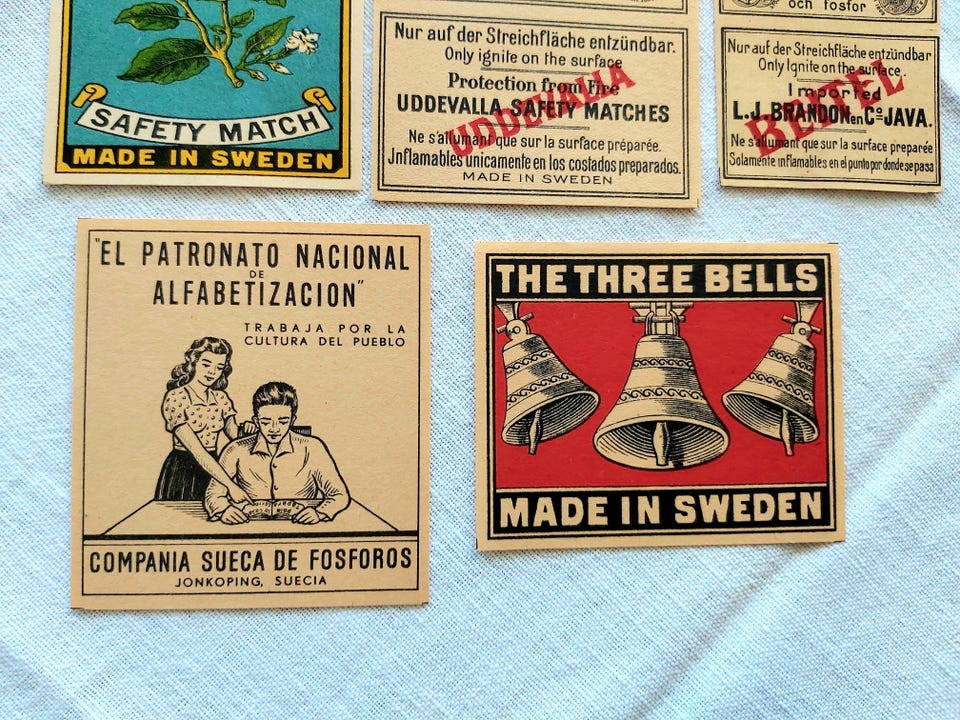 SAFETY MATCH
MADE IN SWEDEN
Nur auf der Streichfläche entzündbar.
Only ignite on the surface
Protection from Fire
UDDEVALLA SAFETY MATCHES
UDDEVALLA
Ne s'allumant que sur la surface préparée.
Jnflamables unicamente en los costados preparados.
MADE IN SWEDEN
och fosfor
Nur auf der Streichfläche entzündbar
Only Ignite on the surface.
Imported
L.J. BRANDON en Co JAVA.
Ne s'allumant que sur la surface preparée
Solamente inflamables en el punto por donde se pasa
"EL PATRONATO NACIONAL
DE
ALFABETIZACION"
TRABAJA POR LA
CULTURA DEL PUEBLO
COMPANIA SUECA DE FOSFOROS
JONKOPING, SUECIA
THE THREE BELLS
MADE IN SWEDEN